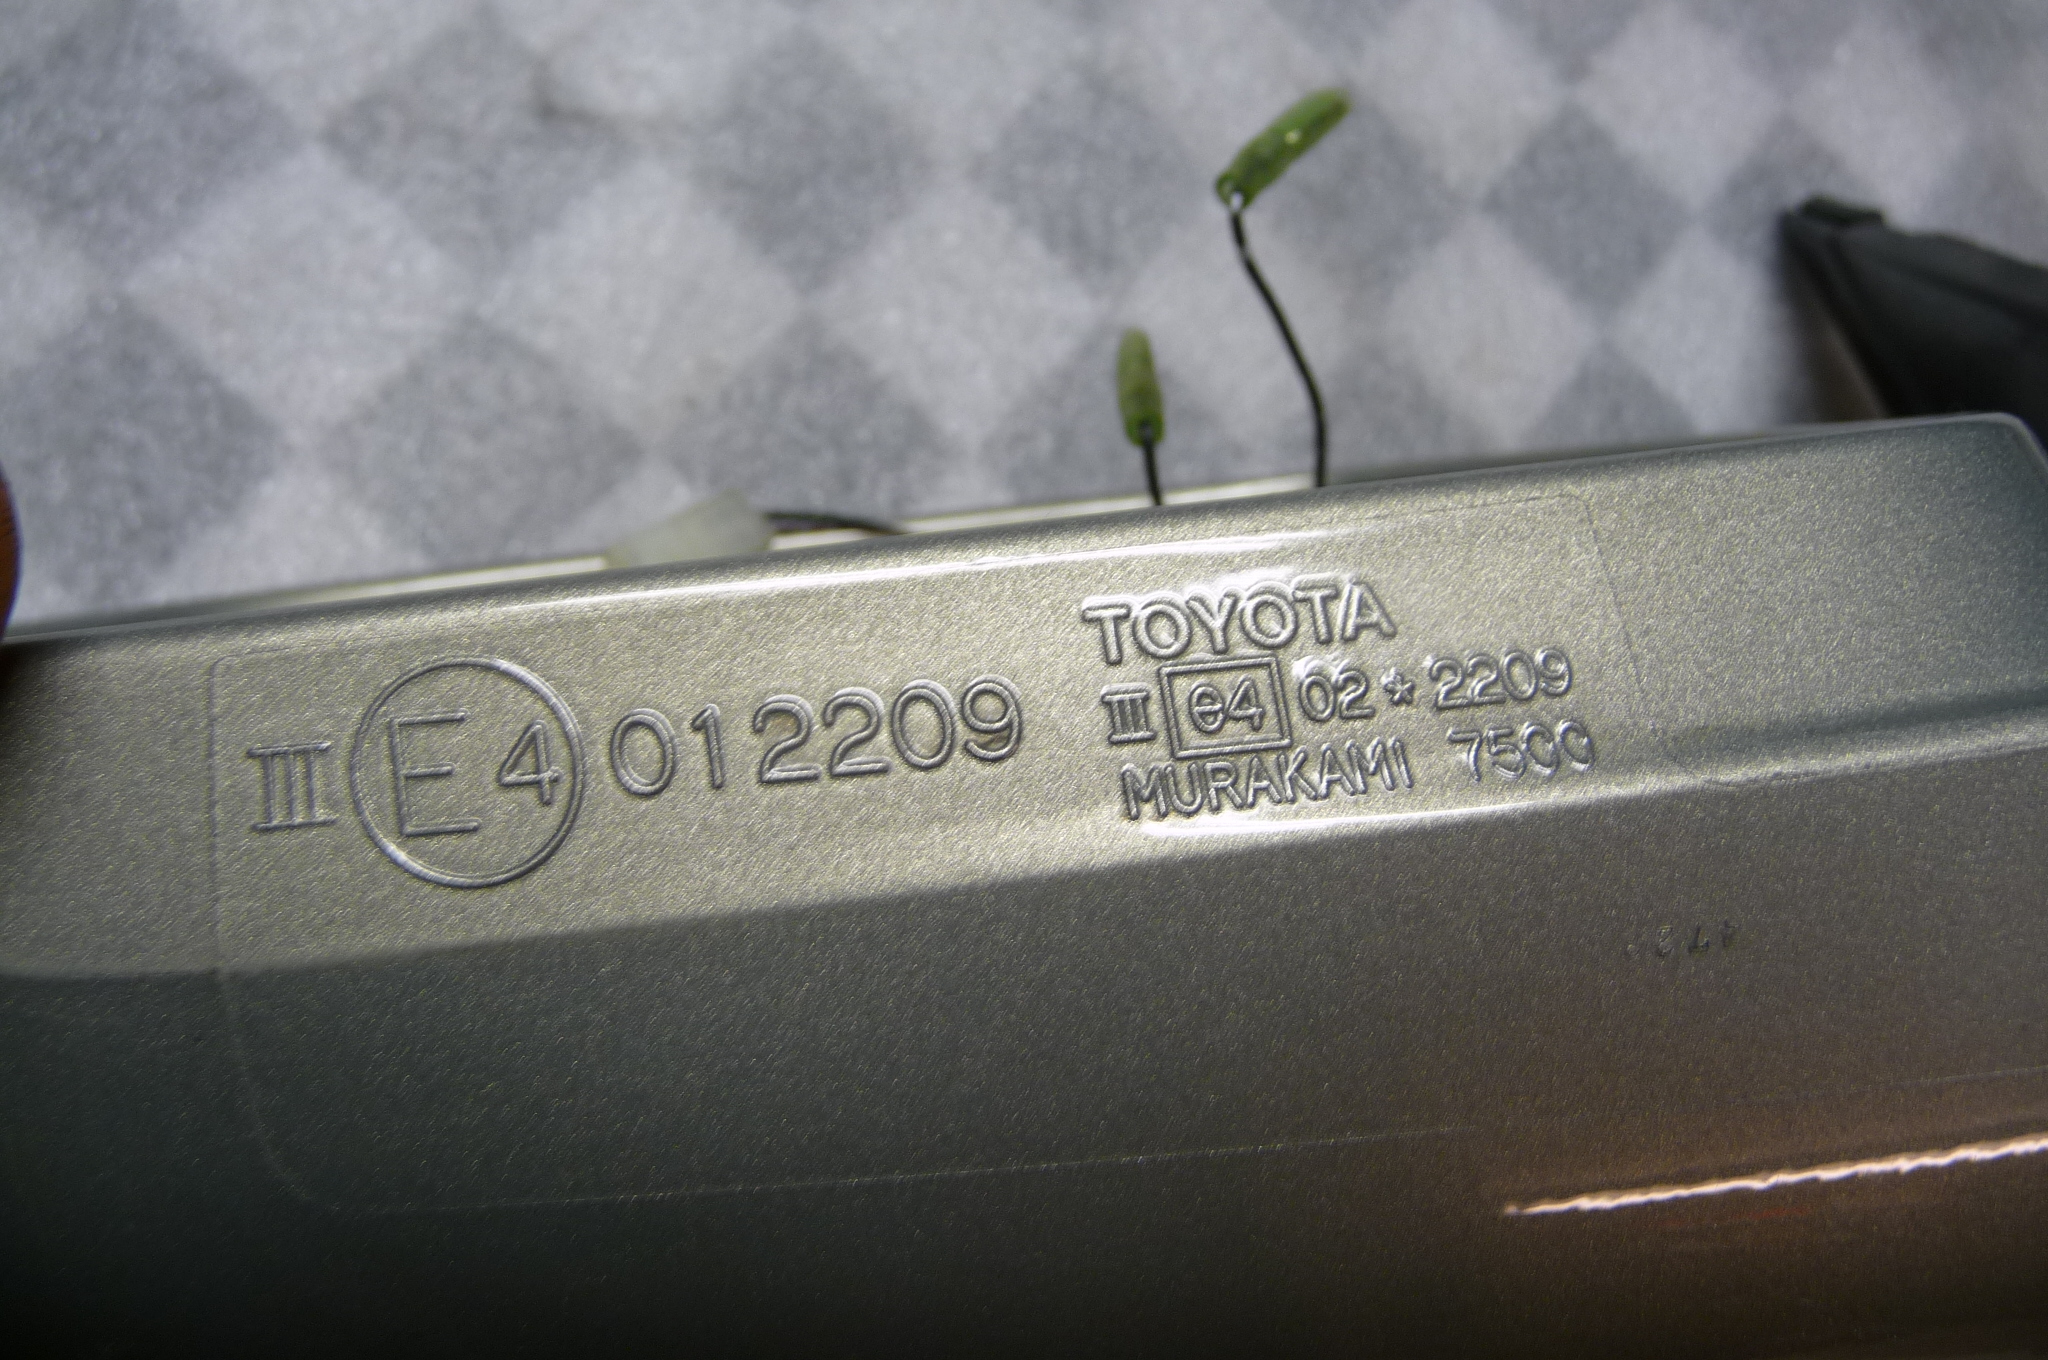 III E4 012209
TOYOTA
III e4 02*2209
MURAKAMI 7500